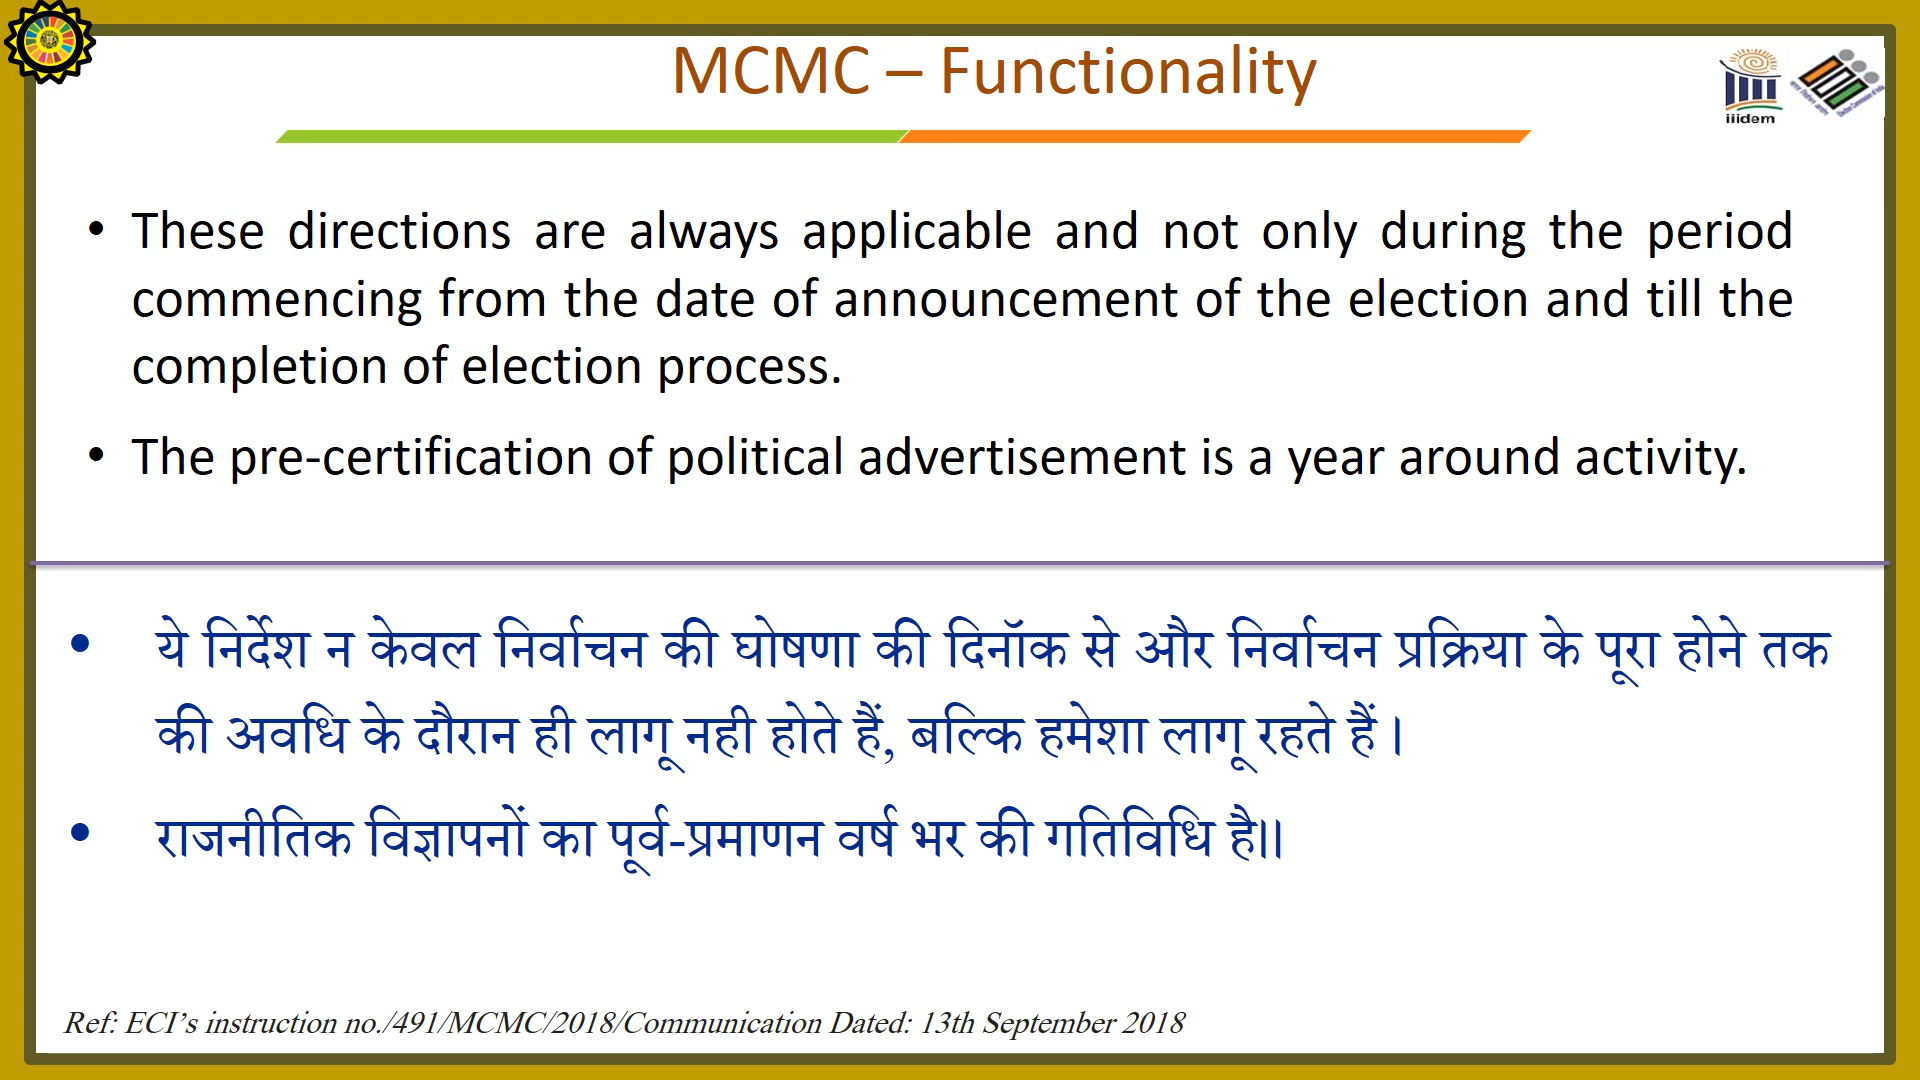 MCMC – Functionality
iiidem
• These directions are always applicable and not only during the period
commencing from the date of announcement of the election and till the
completion of election process.
• The pre-certification of political advertisement is a year around activity.
• ये निर्देश न केवल निर्वाचन की घोषणा की दिनॉक से और निर्वाचन प्रक्रिया के पूरा होने तक
की अवधि के दौरान ही लागू नही होते हैं, बल्कि हमेशा लागू रहते हैं।
• राजनीतिक विज्ञापनों का पूर्व-प्रमाणन वर्ष भर की गतिविधि है॥
Ref: ECI’s instruction no./491/MCMC/2018/Communication Dated: 13th September 2018